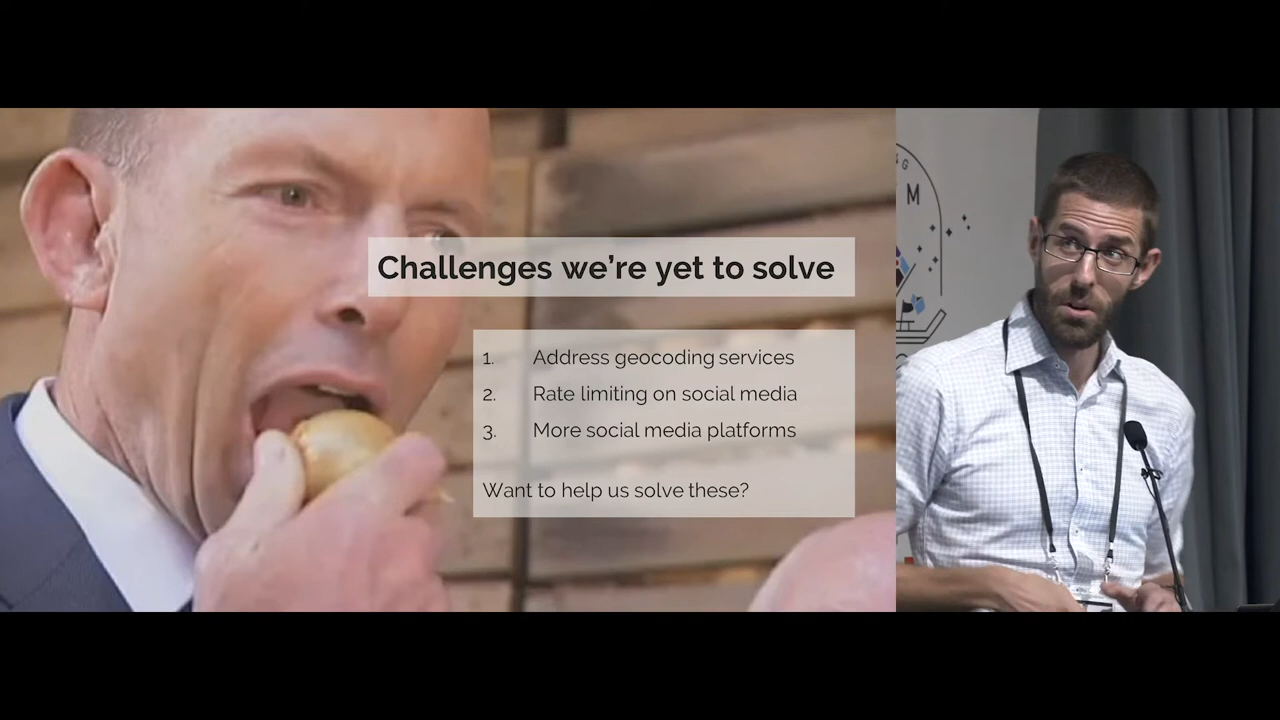 Challenges we're yet to solve
1. Address geocoding services
2. Rate limiting on social media
3. More social media platforms
Want to help us solve these?